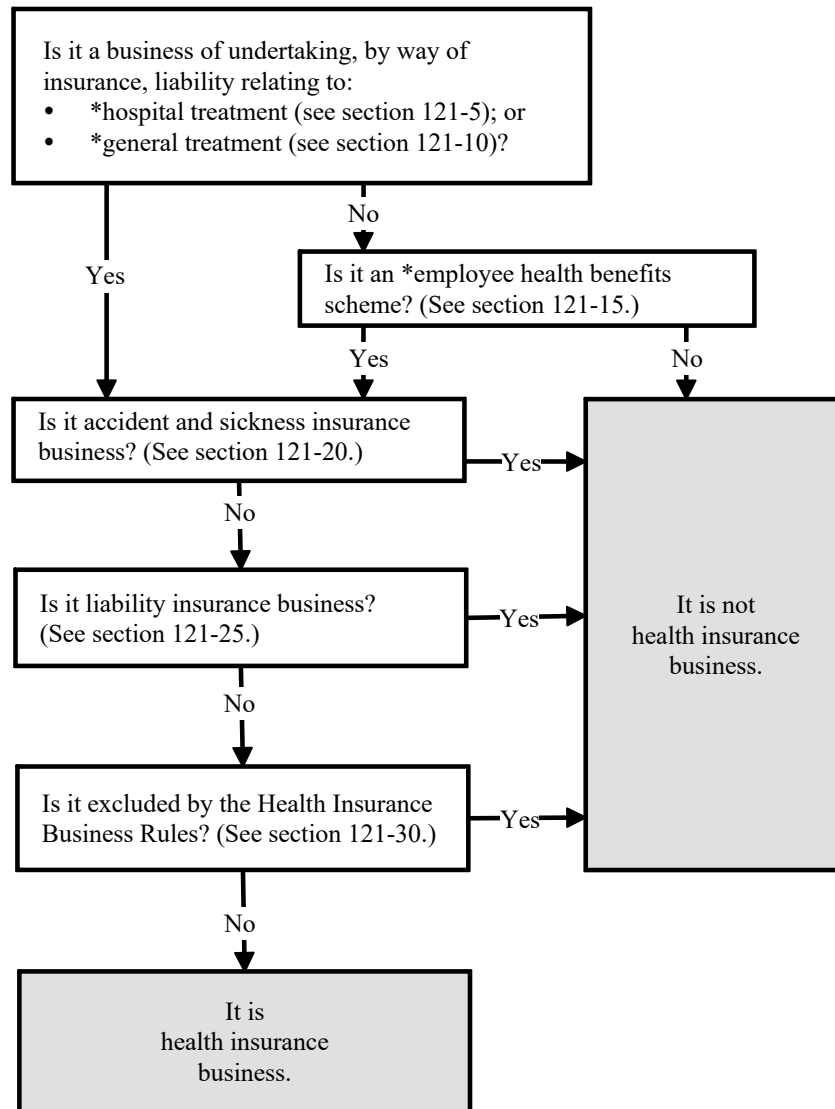 Is it a business of undertaking, by way of
insurance, liability relating to:
• *hospital treatment (see section 121-5); or
• *general treatment (see section 121-10)?
No
Yes
Is it an *employee health benefits
scheme? (See section 121-15.)
Yes
No
Is it accident and sickness insurance
business? (See section 121-20.)
Yes
No
Is it liability insurance business?
(See section 121-25.)
Yes
It is not
health insurance
business.
No
Is it excluded by the Health Insurance
Business Rules? (See section 121-30.)
Yes
No
It is
health insurance
business.